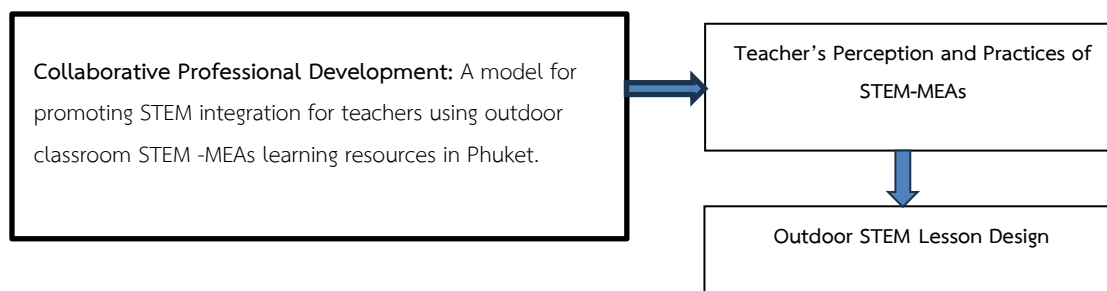 Collaborative Professional Development: A model for
promoting STEM integration for teachers using outdoor
classroom STEM -MEAs learning resources in Phuket.
Teacher’s Perception and Practices of
STEM-MEAs
Outdoor STEM Lesson Design